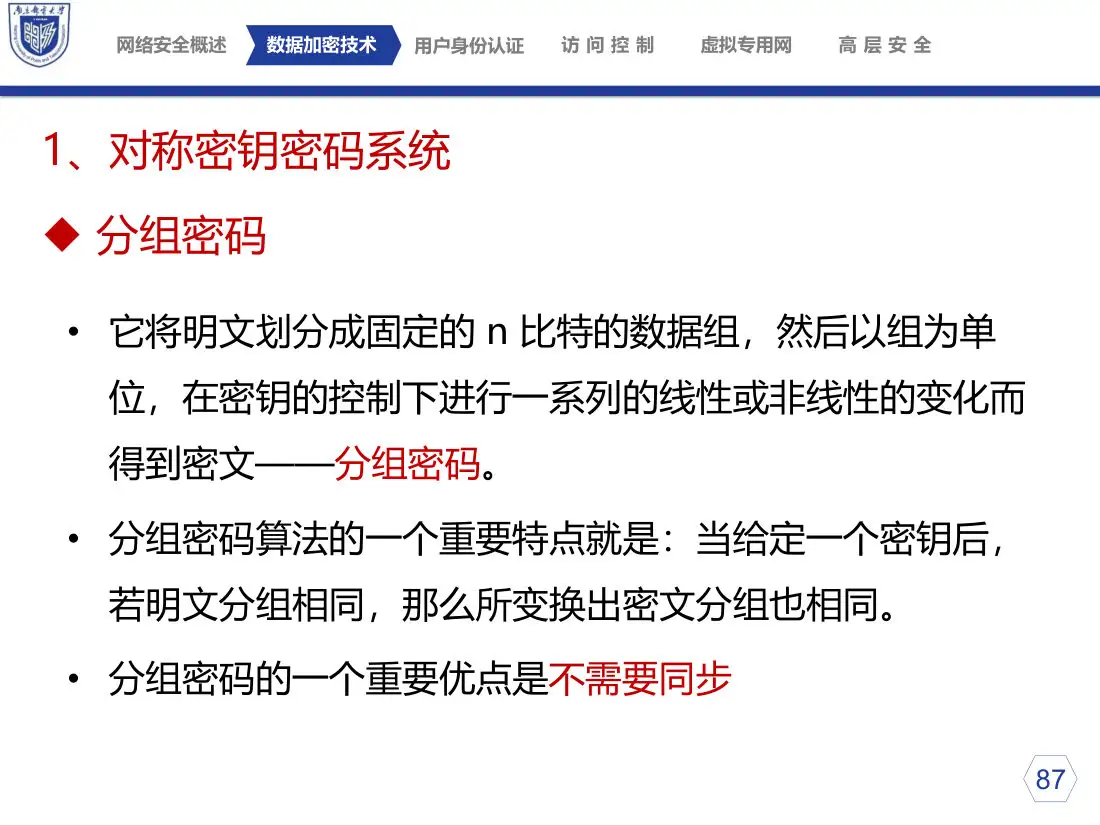 网络安全概述 数据加密技术 用户身份认证 访问控制 虚拟专用网 高层安全
1、对称密钥密码系统
◆ 分组密码
• 它将明文划分成固定的 n 比特的数据组，然后以组为单
位，在密钥的控制下进行一系列的线性或非线性的变化而
得到密文——分组密码。
• 分组密码算法的一个重要特点就是：当给定一个密钥后，
若明文分组相同，那么所变换出密文分组也相同。
• 分组密码的一个重要优点是不需要同步
87